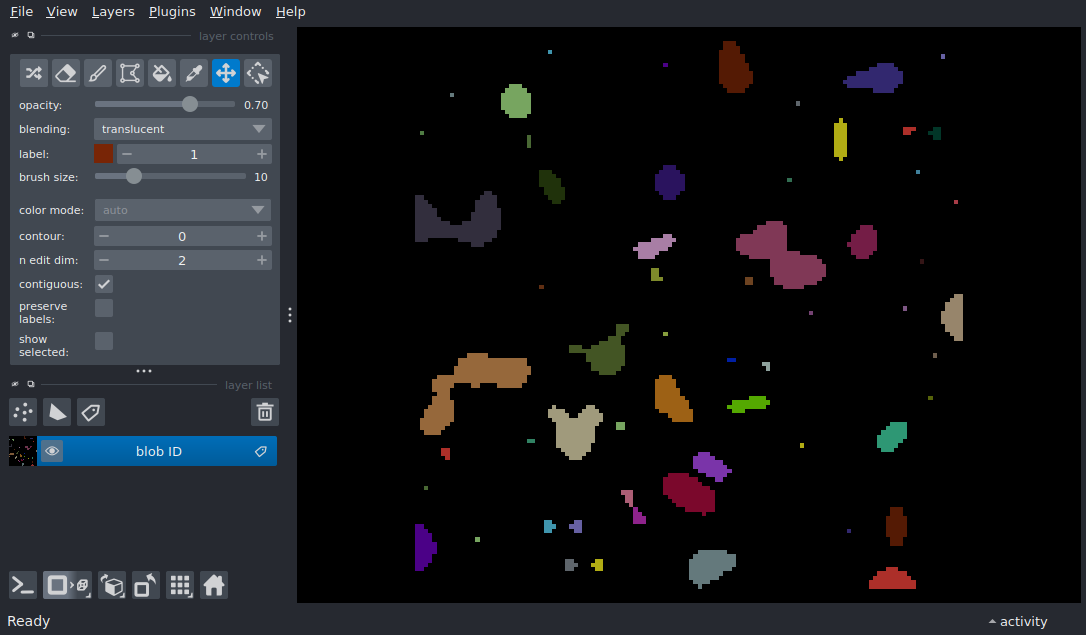 File View Layers Plugins Window Help
layer controls
opacity: 0.70
blending: translucent
label: 1
brush size: 10
color mode: auto
contour: 0
n edit dim: 2
contiguous:
preserve
labels:
show
selected:
layer list
blob ID
Ready
activity